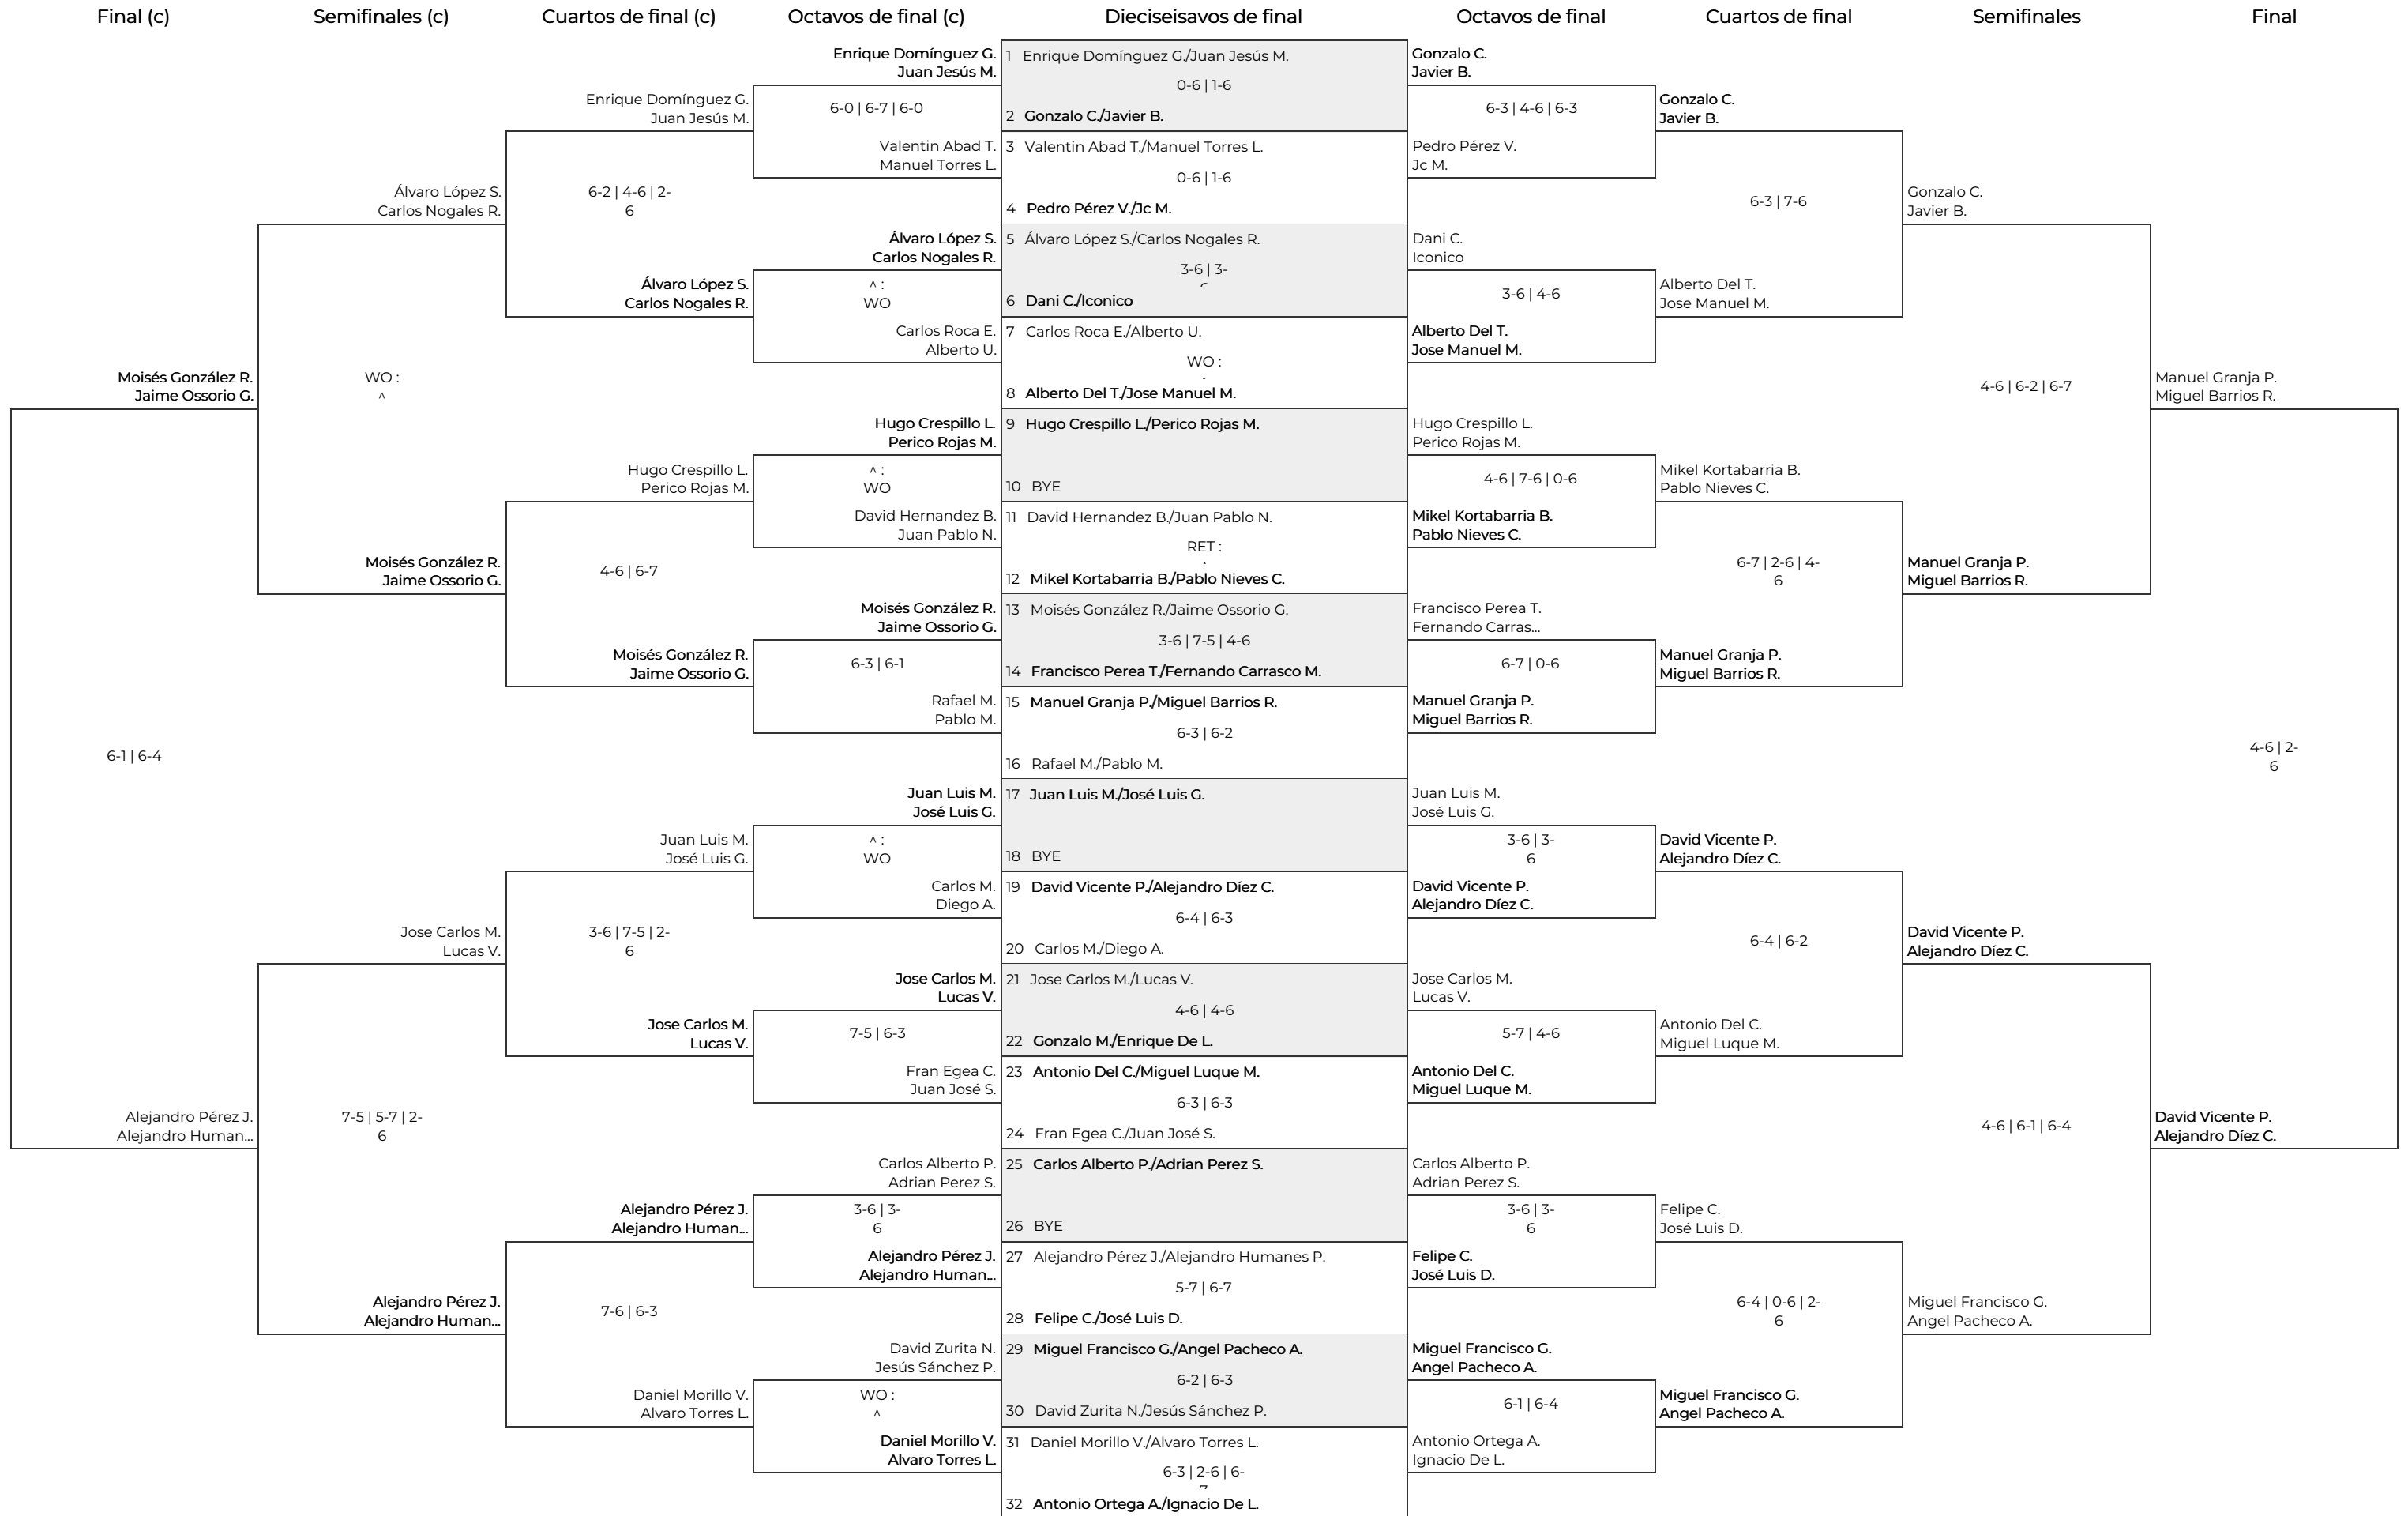 Final (c)
Semifinales (c)
Cuartos de final (c)
Octavos de final (c)
Dieciseisavos de final
Octavos de final
Cuartos de final
Semifinales
Final
Moisés González R.
Jaime Ossorio G.
6-1 | 6-4
Alejandro Pérez J.
Alejandro Human...
Álvaro López S.
Carlos Nogales R.
WO :
^
Moisés González R.
Jaime Ossorio G.
Jose Carlos M.
Lucas V.
7-5 | 5-7 | 2-
6
Alejandro Pérez J.
Alejandro Human...
Enrique Domínguez G.
Juan Jesús M.
6-2 | 4-6 | 2-
6
Álvaro López S.
Carlos Nogales R.
Hugo Crespillo L.
Perico Rojas M.
4-6 | 6-7
Moisés González R.
Jaime Ossorio G.
Juan Luis M.
José Luis G.
3-6 | 7-5 | 2-
6
Jose Carlos M.
Lucas V.
Alejandro Pérez J.
Alejandro Human...
7-6 | 6-3
Daniel Morillo V.
Alvaro Torres L.
Enrique Domínguez G.
Juan Jesús M.
6-0 | 6-7 | 6-0
Valentin Abad T.
Manuel Torres L.
Álvaro López S.
Carlos Nogales R.
^ :
WO
Carlos Roca E.
Alberto U.
Hugo Crespillo L.
Perico Rojas M.
^ :
WO
David Hernandez B.
Juan Pablo N.
Moisés González R.
Jaime Ossorio G.
6-3 | 6-1
Rafael M.
Pablo M.
Juan Luis M.
José Luis G.
^ :
WO
Carlos M.
Diego A.
Jose Carlos M.
Lucas V.
7-5 | 6-3
Fran Egea C.
Juan José S.
Carlos Alberto P.
Adrian Perez S.
3-6 | 3-
6
Alejandro Pérez J.
Alejandro Human...
David Zurita N.
Jesús Sánchez P.
WO :
^
Daniel Morillo V.
Alvaro Torres L.
1 Enrique Domínguez G./Juan Jesús M.
0-6 | 1-6
2 Gonzalo C./Javier B.
3 Valentin Abad T./Manuel Torres L.
0-6 | 1-6
4 Pedro Pérez V./Jc M.
5 Álvaro López S./Carlos Nogales R.
3-6 | 3-
6 Dani C./Iconico
7 Carlos Roca E./Alberto U.
WO :
8 Alberto Del T./Jose Manuel M.
9 Hugo Crespillo L./Perico Rojas M.
10 BYE
11 David Hernandez B./Juan Pablo N.
RET :
12 Mikel Kortabarria B./Pablo Nieves C.
13 Moisés González R./Jaime Ossorio G.
3-6 | 7-5 | 4-6
14 Francisco Perea T./Fernando Carrasco M.
15 Manuel Granja P./Miguel Barrios R.
6-3 | 6-2
16 Rafael M./Pablo M.
17 Juan Luis M./José Luis G.
18 BYE
19 David Vicente P./Alejandro Díez C.
6-4 | 6-3
20 Carlos M./Diego A.
21 Jose Carlos M./Lucas V.
4-6 | 4-6
22 Gonzalo M./Enrique De L.
23 Antonio Del C./Miguel Luque M.
6-3 | 6-3
24 Fran Egea C./Juan José S.
25 Carlos Alberto P./Adrian Perez S.
26 BYE
27 Alejandro Pérez J./Alejandro Humanes P.
5-7 | 6-7
28 Felipe C./José Luis D.
29 Miguel Francisco G./Angel Pacheco A.
6-2 | 6-3
30 David Zurita N./Jesús Sánchez P.
31 Daniel Morillo V./Alvaro Torres L.
6-3 | 2-6 | 6-
32 Antonio Ortega A./Ignacio De L.
Gonzalo C.
Javier B.
6-3 | 4-6 | 6-3
Pedro Pérez V.
Jc M.
Dani C.
Iconico
3-6 | 4-6
Alberto Del T.
Jose Manuel M.
Hugo Crespillo L.
Perico Rojas M.
4-6 | 7-6 | 0-6
Mikel Kortabarria B.
Pablo Nieves C.
Francisco Perea T.
Fernando Carras...
6-7 | 0-6
Manuel Granja P.
Miguel Barrios R.
Juan Luis M.
José Luis G.
3-6 | 3-
6
David Vicente P.
Alejandro Díez C.
Jose Carlos M.
Lucas V.
5-7 | 4-6
Antonio Del C.
Miguel Luque M.
Carlos Alberto P.
Adrian Perez S.
3-6 | 3-
6
Felipe C.
José Luis D.
Miguel Francisco G.
Angel Pacheco A.
6-1 | 6-4
Antonio Ortega A.
Ignacio De L.
Gonzalo C.
Javier B.
6-3 | 7-6
Alberto Del T.
Jose Manuel M.
Mikel Kortabarria B.
Pablo Nieves C.
6-7 | 2-6 | 4-
6
Manuel Granja P.
Miguel Barrios R.
David Vicente P.
Alejandro Díez C.
6-4 | 6-2
Antonio Del C.
Miguel Luque M.
Felipe C.
José Luis D.
6-4 | 0-6 | 2-
6
Miguel Francisco G.
Angel Pacheco A.
Gonzalo C.
Javier B.
4-6 | 6-2 | 6-7
Manuel Granja P.
Miguel Barrios R.
David Vicente P.
Alejandro Díez C.
4-6 | 6-1 | 6-4
Miguel Francisco G.
Angel Pacheco A.
Manuel Granja P.
Miguel Barrios R.
4-6 | 2-
6
David Vicente P.
Alejandro Díez C.